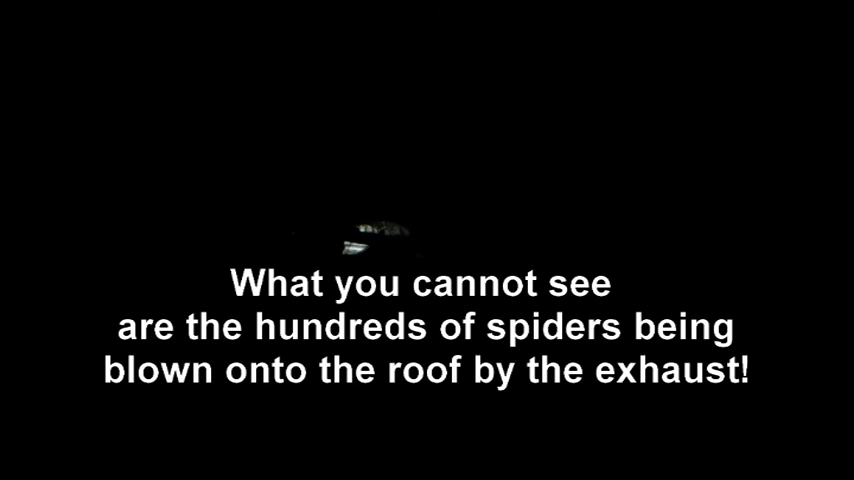 What you cannot see
are the hundreds of spiders being
blown onto the roof by the exhaust!